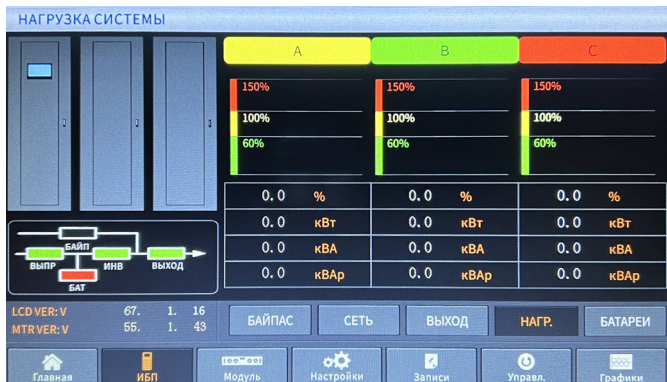 НАГРУЗКА СИСТЕМЫ
A B C
150% 150% 150%
100% 100% 100%
60% 60% 60%
0.0 % 0.0 % 0.0 %
0.0 кВт 0.0 кВт 0.0 кВт
0.0 кВА 0.0 кВА 0.0 кВА
0.0 кВАр 0.0 кВАр 0.0 кВАр
БАЙП
ВЫПР ИНВ ВЫХОД
БАТ
LCD VER: V 67. 1. 16
MTR VER: V 55. 1. 43
БАЙПАС СЕТЬ ВЫХОД НАГР. БАТАРЕИ
Главная ИБП Модуль Настройки Записи Управл. Графики